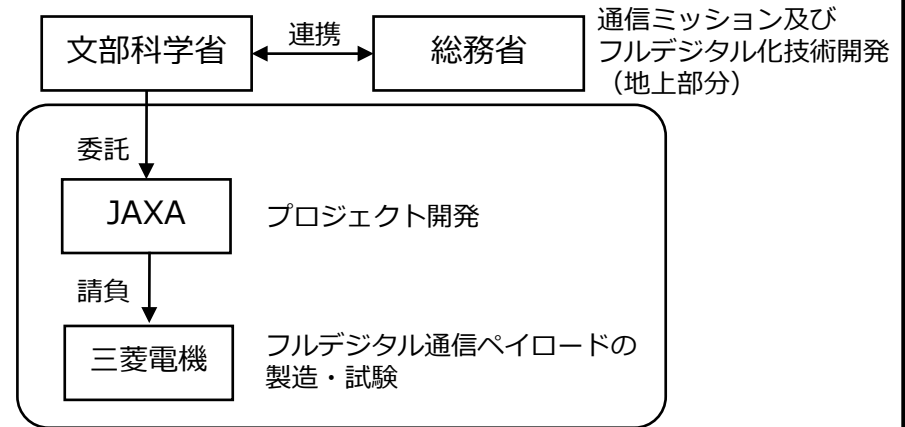 文部科学省
連携
総務省
通信ミッション及び
フルデジタル化技術開発
（地上部分）
委託
JAXA
プロジェクト開発
請負
三菱電機
フルデジタル通信ペイロードの
製造・試験